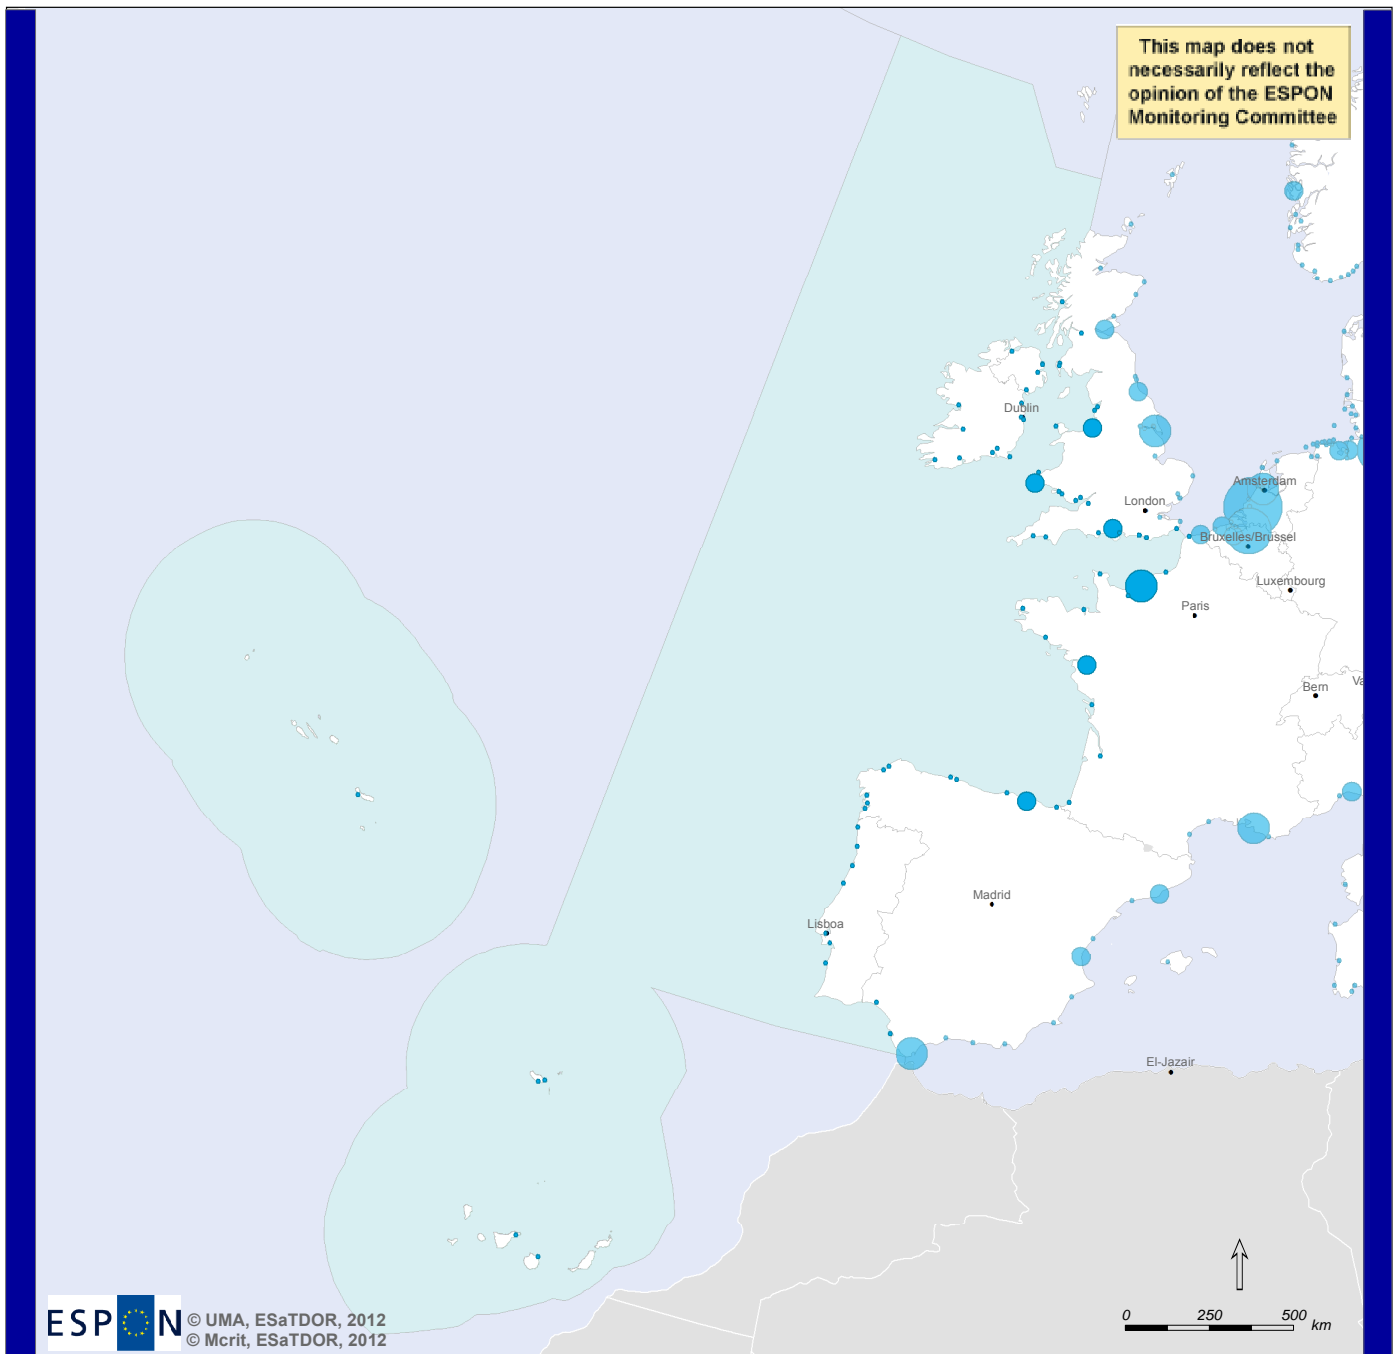 This map does not
necessarily reflect the
opinion of the ESPON
Monitoring Committee
Dublin
Amsterdam
London
Bruxelles/Brussel
Luxembourg
Paris
Bern
Va
Madrid
Lisboa
El-Jazair
ESPON
© UMA, ESaTDOR, 2012
© Mcrit, ESaTDOR, 2012
0 250 500 km